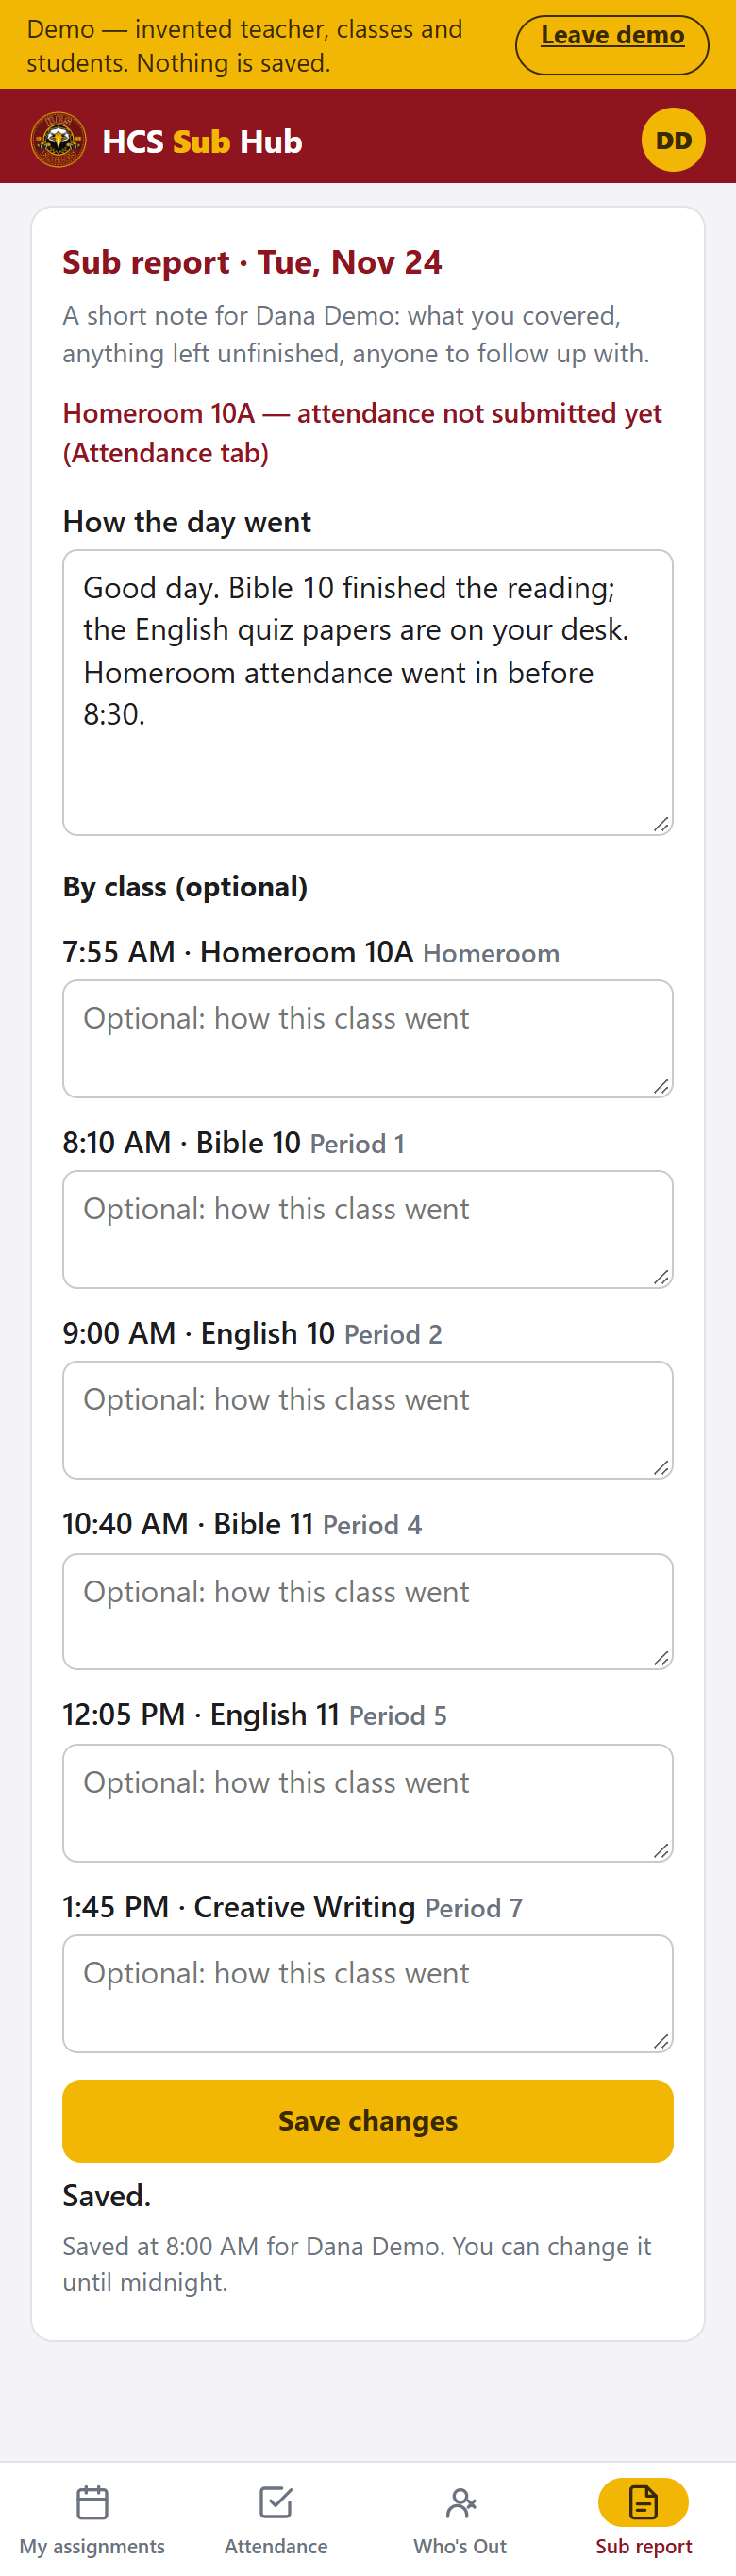 Demo — invented teacher, classes and
students. Nothing is saved.
Leave demo
HCS Sub Hub
DD
Sub report · Tue, Nov 24
A short note for Dana Demo: what you covered,
anything left unfinished, anyone to follow up with.
Homeroom 10A — attendance not submitted yet
(Attendance tab)
How the day went
Good day. Bible 10 finished the reading;
the English quiz papers are on your desk.
Homeroom attendance went in before
8:30.
By class (optional)
7:55 AM · Homeroom 10A Homeroom
Optional: how this class went
8:10 AM · Bible 10 Period 1
Optional: how this class went
9:00 AM · English 10 Period 2
Optional: how this class went
10:40 AM · Bible 11 Period 4
Optional: how this class went
12:05 PM · English 11 Period 5
Optional: how this class went
1:45 PM · Creative Writing Period 7
Optional: how this class went
Save changes
Saved.
Saved at 8:00 AM for Dana Demo. You can change it
until midnight.
My assignments
Attendance
Who's Out
Sub report